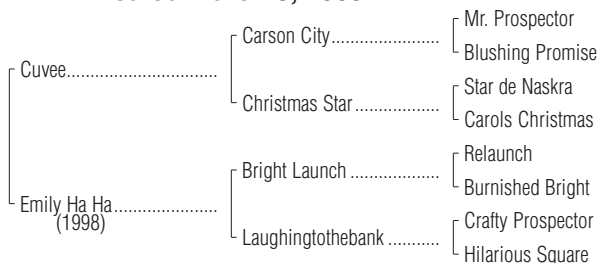 Cuvee..............................
Carson City......................
Mr. Prospector
Blushing Promise
Christmas Star.................
Star de Naskra
Carols Christmas
Emily Ha Ha.....................
(1998)
Bright Launch..................
Relaunch
Burnished Bright
Laughingtothebank...........
Crafty Prospector
Hilarious Square